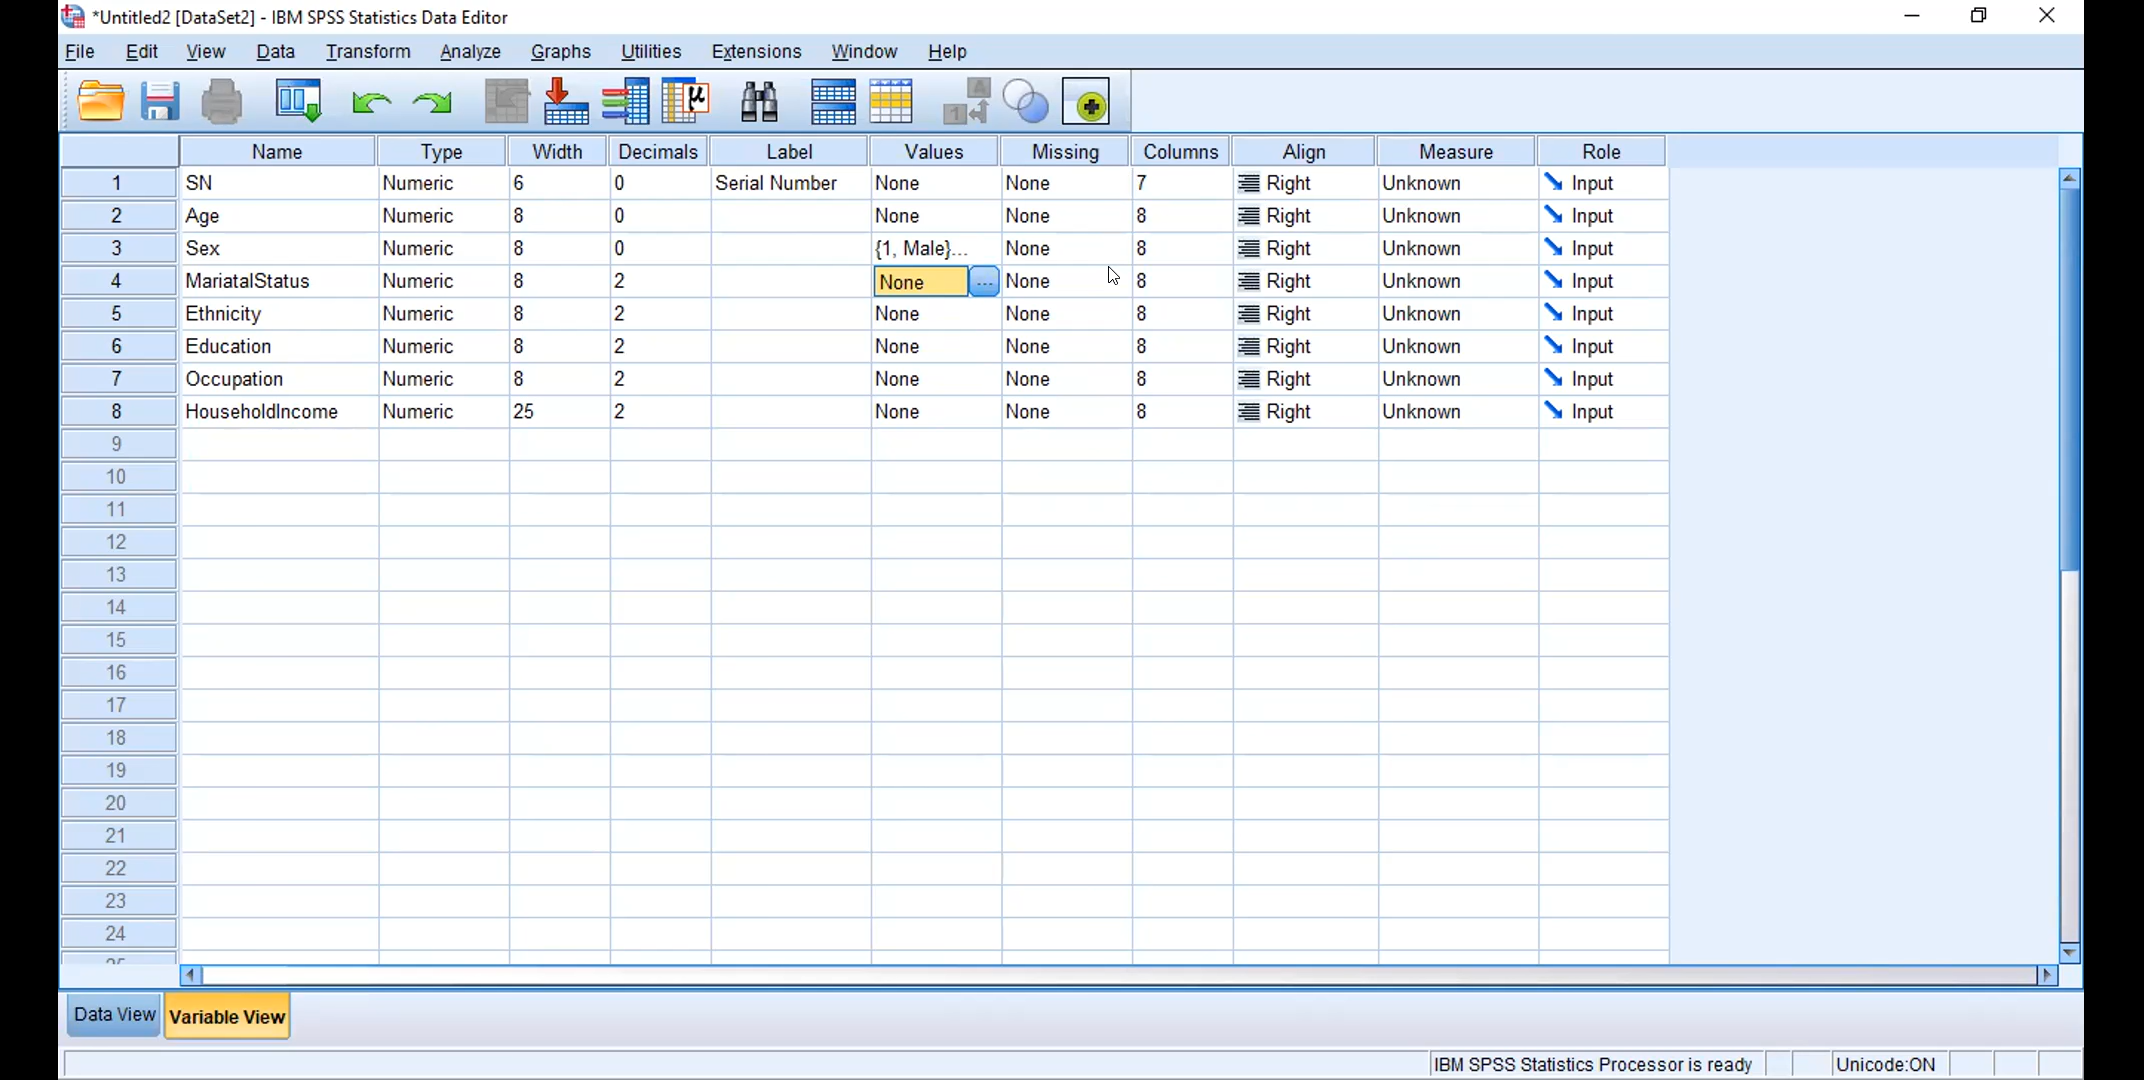 *Untitled2 [DataSet2] - IBM SPSS Statistics Data Editor
File Edit View Data Transform Analyze Graphs Utilities Extensions Window Help
Name Type Width Decimals Label Values Missing Columns Align Measure Role
1 SN Numeric 6 0 Serial Number None None 7 Right Unknown Input
2 Age Numeric 8 0 None None 8 Right Unknown Input
3 Sex Numeric 8 0 {1, Male}... None 8 Right Unknown Input
4 MariatalStatus Numeric 8 2 None ... None 8 Right Unknown Input
5 Ethnicity Numeric 8 2 None None 8 Right Unknown Input
6 Education Numeric 8 2 None None 8 Right Unknown Input
7 Occupation Numeric 8 2 None None 8 Right Unknown Input
8 HouseholdIncome Numeric 25 2 None None 8 Right Unknown Input
9
10
11
12
13
14
15
16
17
18
19
20
21
22
23
24
Data View Variable View
IBM SPSS Statistics Processor is ready Unicode:ON